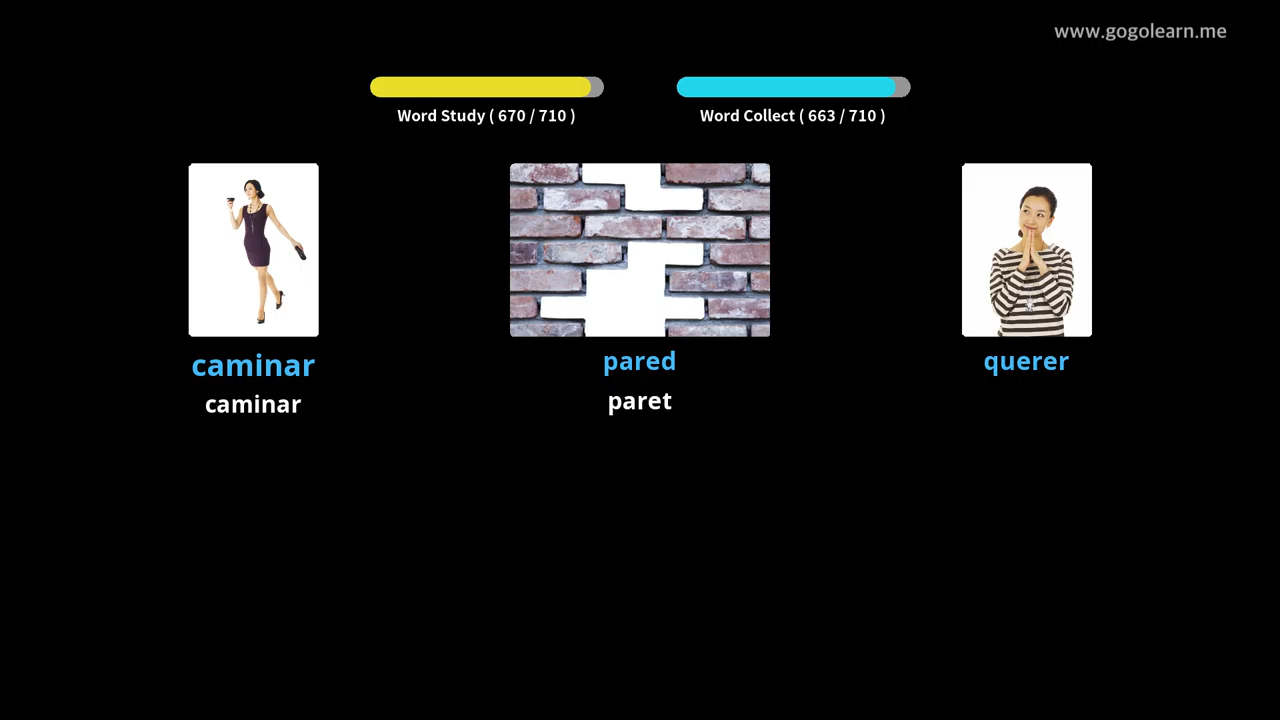 www.gogolearn.me
Word Study ( 670 / 710 )
Word Collect ( 663 / 710 )
caminar
caminar
pared
paret
querer